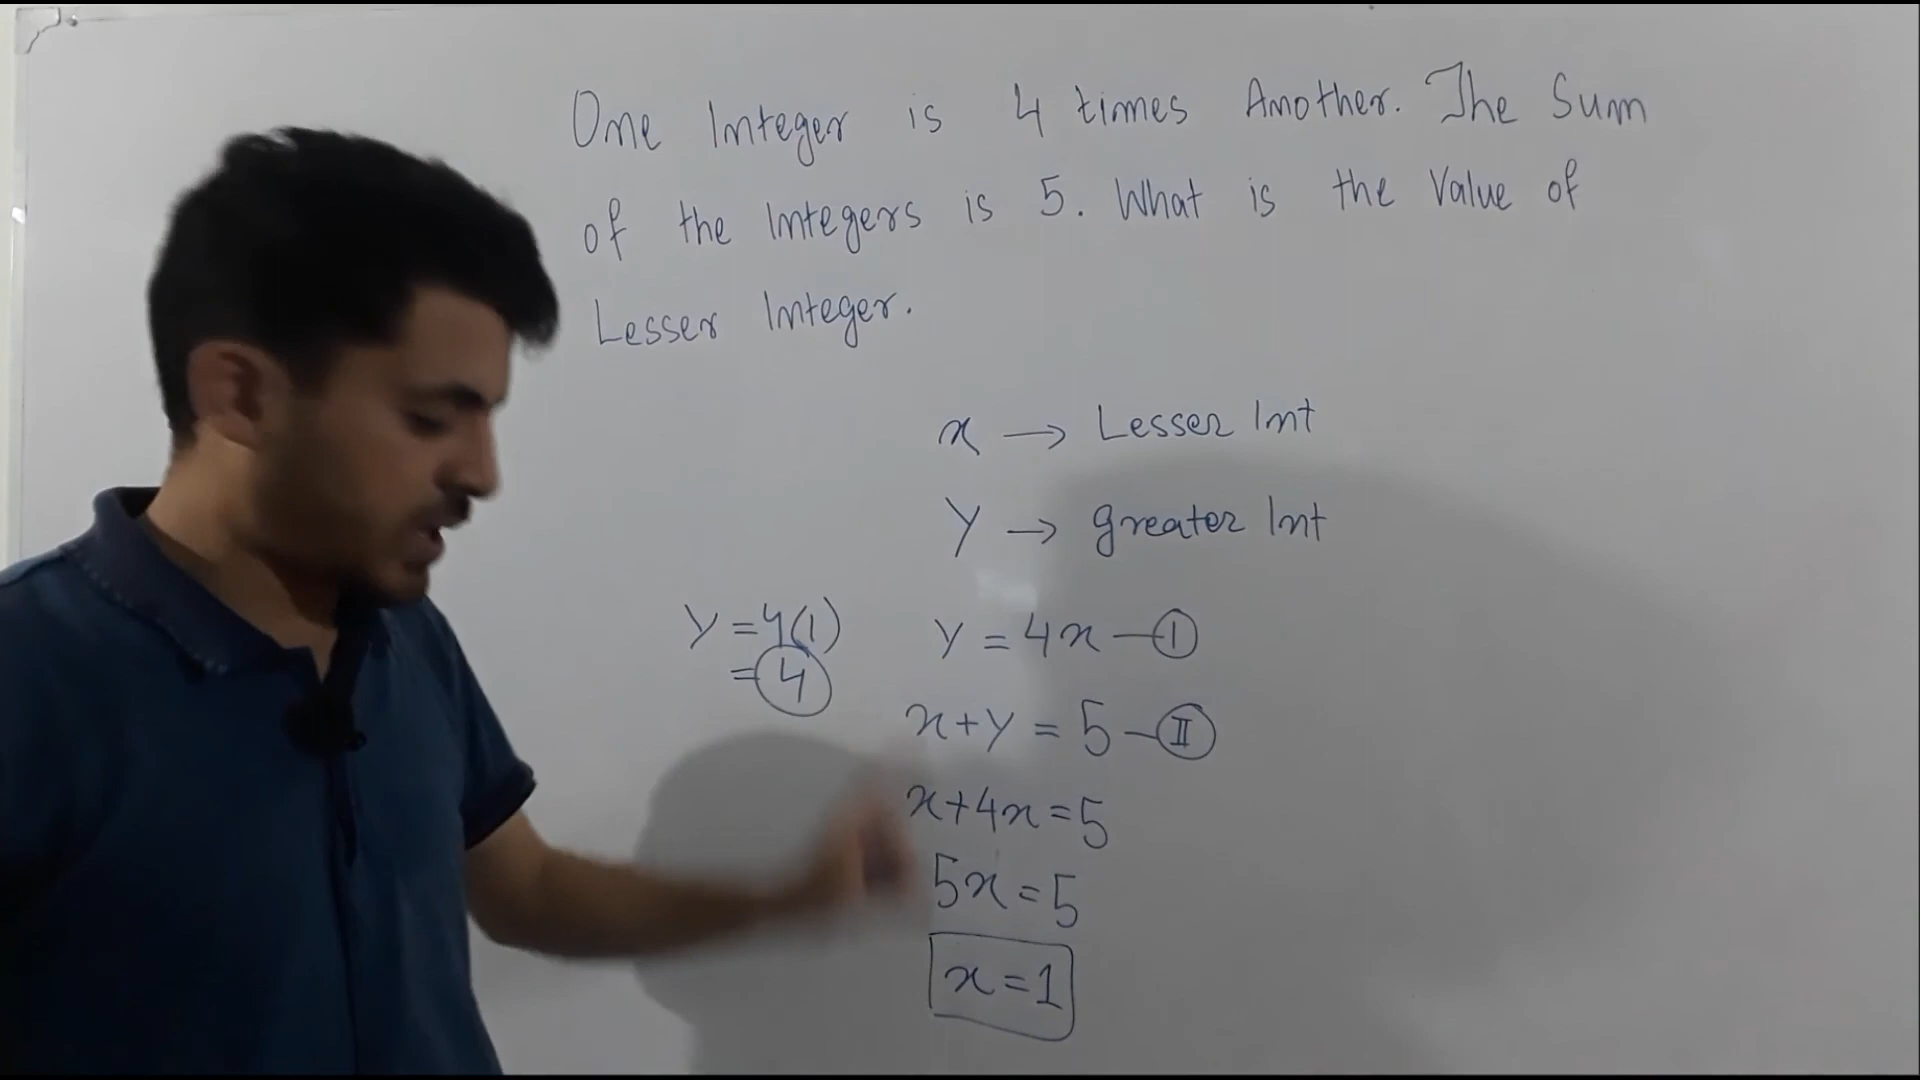 One Integer is 4 times Another. The Sum
of the Integers is 5. What is the Value of
Lesser Integer.
x → Lesser Int
y → greater Int
y = 4(1)
= 4
y = 4x — I
x + y = 5 — II
x + 4x = 5
5x = 5
x = 1